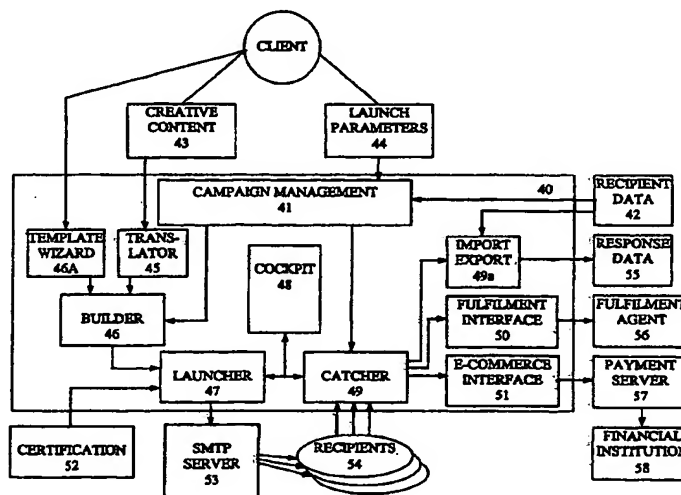 CLIENT
CREATIVE
CONTENT
43
LAUNCH
PARAMETERS
44
CAMPAIGN MANAGEMENT
41
40
RECIPIENT
DATA
42
TEMPLATE
WIZARD
46A
TRANS-
LATOR
45
COCKPIT
48
IMPORT
EXPORT
49a
RESPONSE
DATA
55
BUILDER
46
FULFILMENT
INTERFACE
50
FULFILMENT
AGENT
56
LAUNCHER
47
CATCHER
49
E-COMMERCE
INTERFACE
51
PAYMENT
SERVER
57
CERTIFICATION
52
SMTP
SERVER
53
RECIPIENTS
54
FINANCIAL
INSTITUTION
58